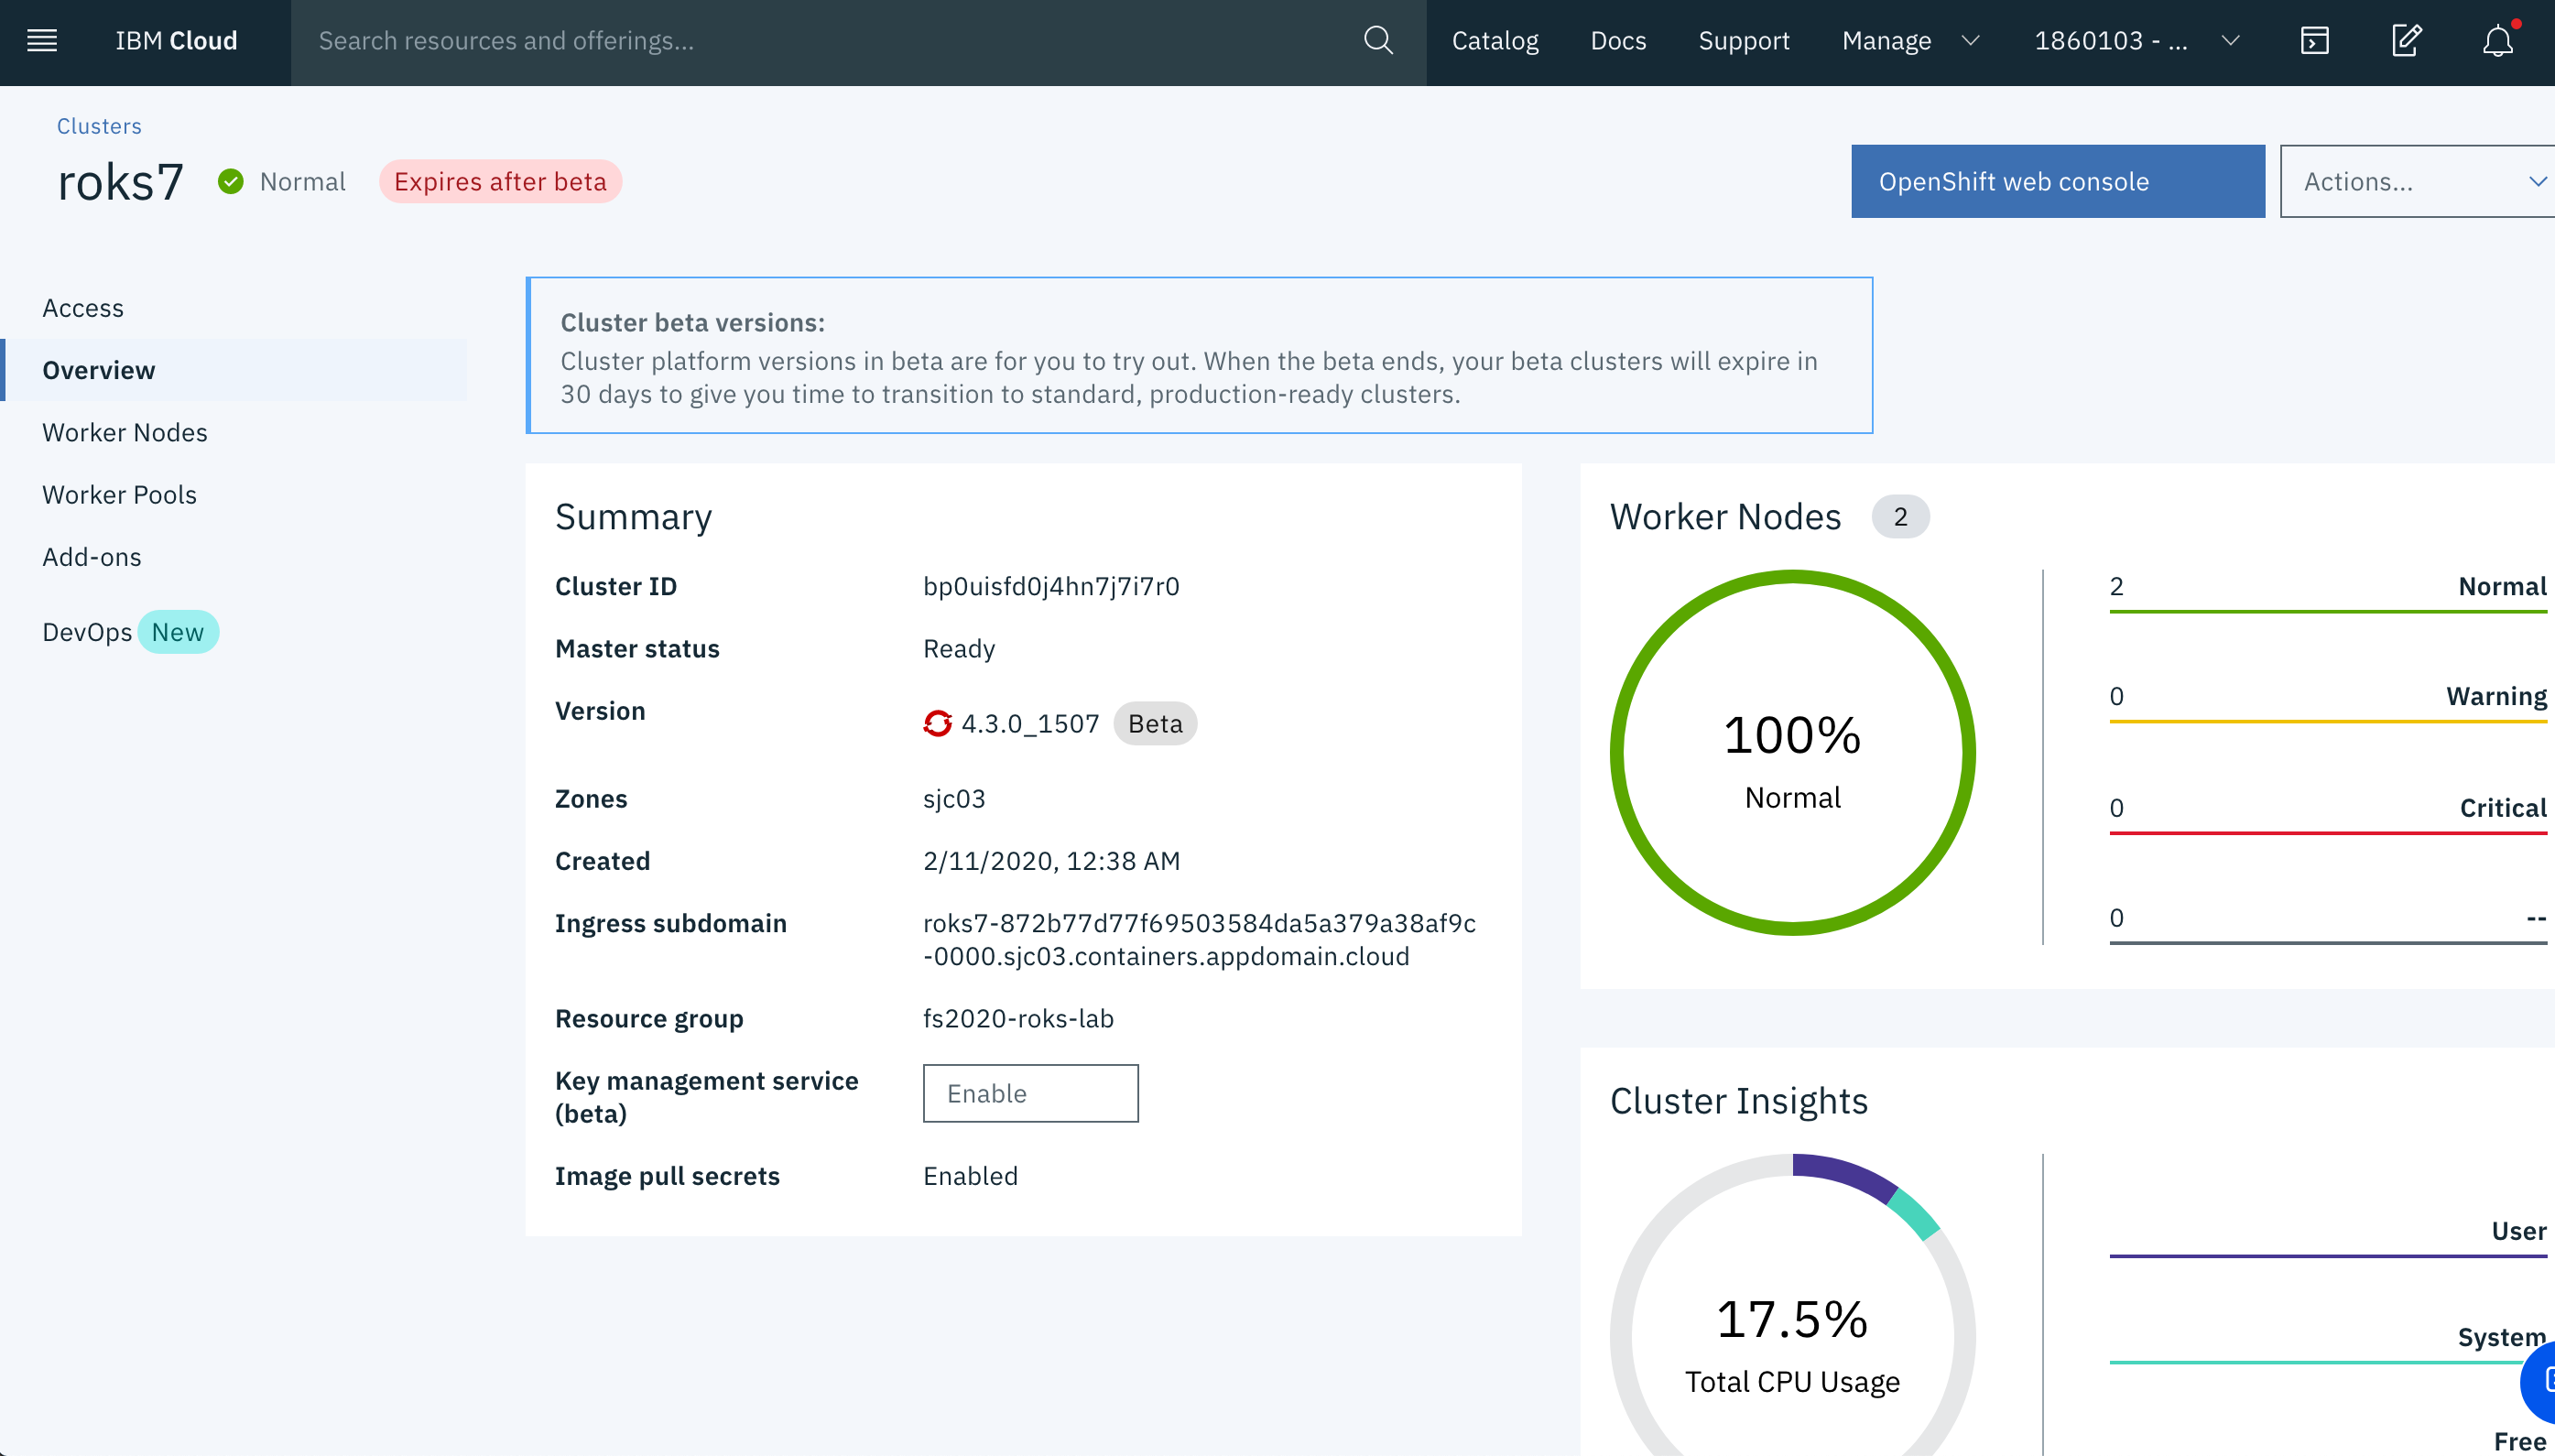 IBM Cloud
Search resources and offerings...
Catalog
Docs
Support
Manage
1860103 - ...
Clusters
roks7
Normal
Expires after beta
OpenShift web console
Actions...
Access
Overview
Worker Nodes
Worker Pools
Add-ons
DevOps New
Cluster beta versions:
Cluster platform versions in beta are for you to try out. When the beta ends, your beta clusters will expire in
30 days to give you time to transition to standard, production-ready clusters.
Summary
Cluster ID bp0uisfd0j4hn7j7i7r0
Master status Ready
Version 4.3.0_1507 Beta
Zones sjc03
Created 2/11/2020, 12:38 AM
Ingress subdomain roks7-872b77d77f69503584da5a379a38af9c
-0000.sjc03.containers.appdomain.cloud
Resource group fs2020-roks-lab
Key management service
(beta)
Enable
Image pull secrets Enabled
Worker Nodes 2
100%
Normal
2 Normal
0 Warning
0 Critical
0 --
Cluster Insights
17.5%
Total CPU Usage
User
System
Free